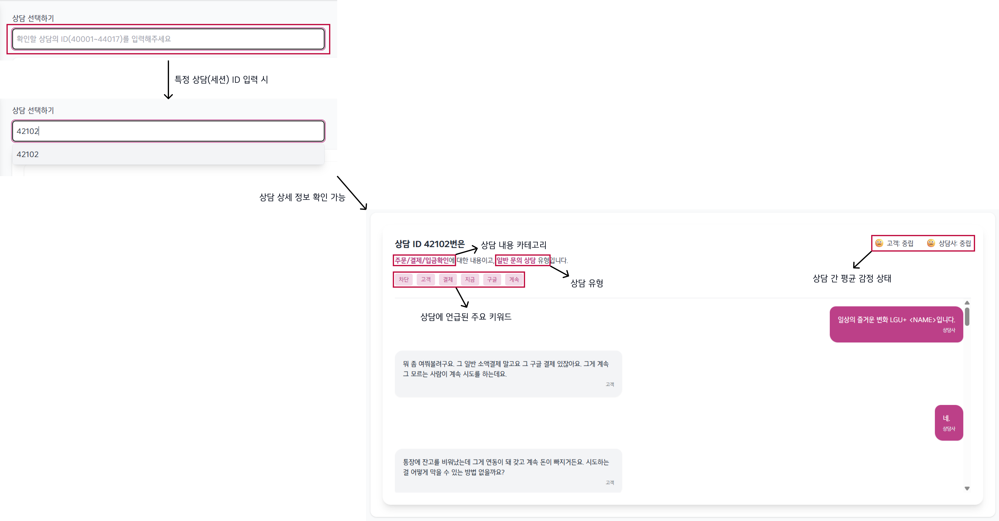 상담 선택하기
확인할 상담의 ID(40001~44017)를 입력해주세요
특정 상담(세션) ID 입력 시
상담 선택하기
42102
42102
상담 상세 정보 확인 가능
상담 ID 42102번은
상담 내용 카테고리
😐 고객: 중립 😐 상담사: 중립
주문/결제/입금확인에 대한 내용이고, 일반 문의 상담 유형입니다.
상담 유형
상담 간 평균 감정 상태
차단 고객 결제 지금 구글 계속
상담에 언급된 주요 키워드
일상의 즐거운 변화 LGU+ <NAME>입니다.
상담사
뭐 좀 여쭤볼려구요. 그 일반 소액결제 말고요 그 구글 결제 있잖아요. 그게 계속
그 모르는 사람이 계속 시도를 하는데요.
고객
네.
상담사
통장에 잔고를 비워놨는데 그게 연동이 돼 갖고 계속 돈이 빠지거든요. 시도하는
걸 어떻게 막을 수 있는 방법 없을까요?
고객